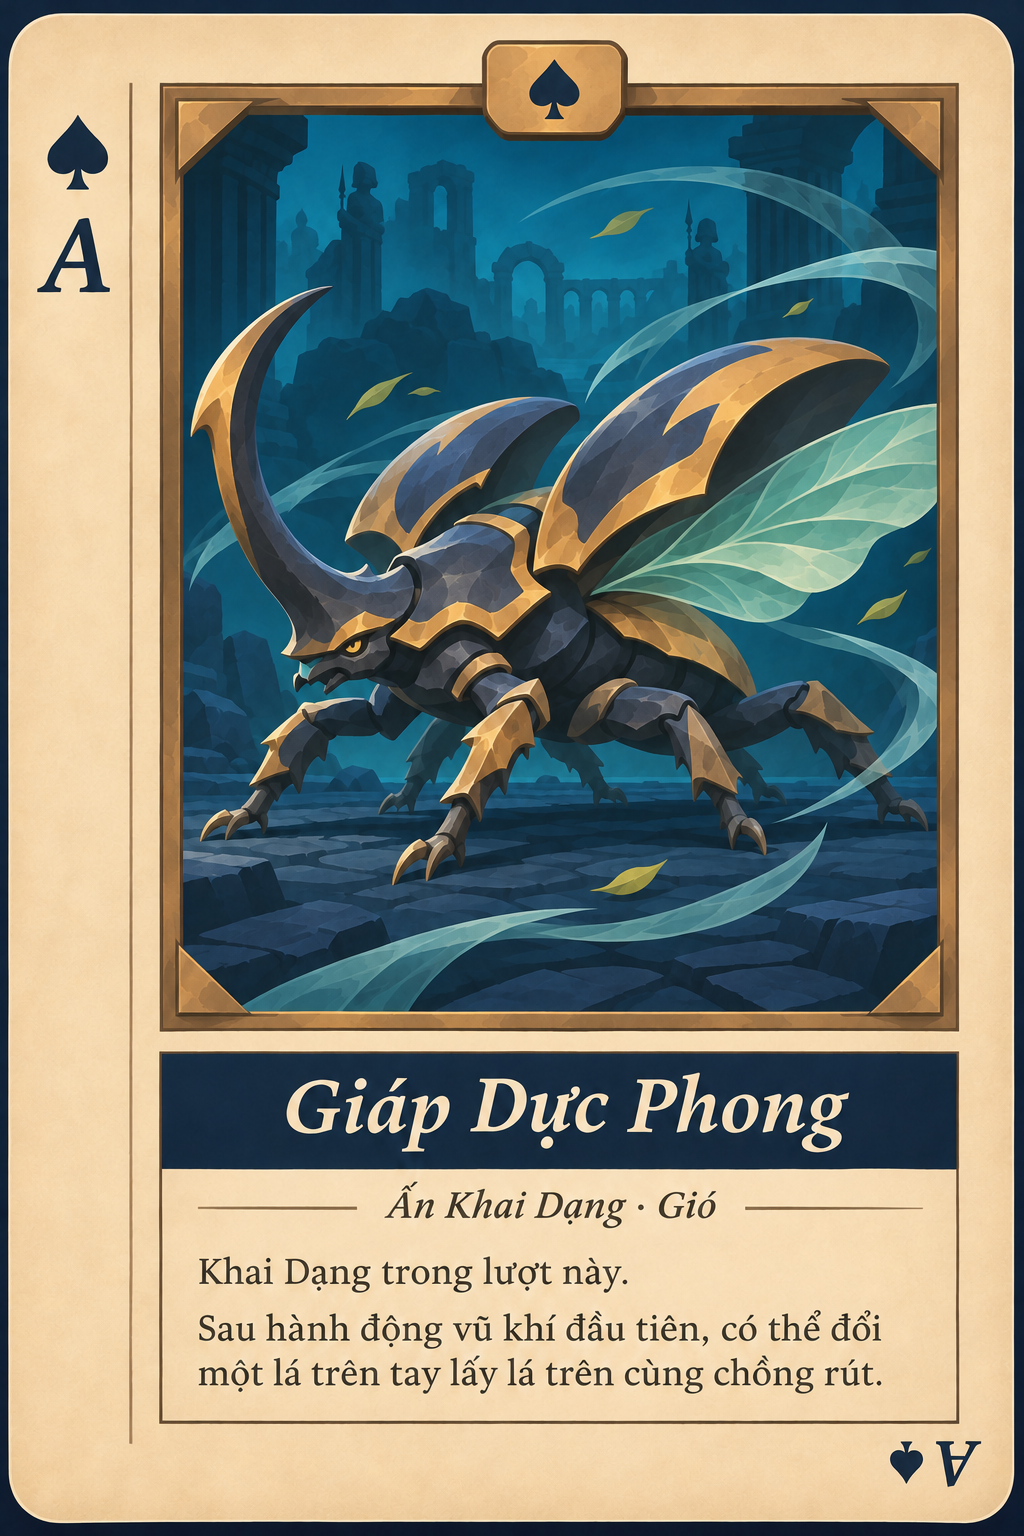 A
Giáp Dực Phong
Ấn Khai Dạng · Gió
Khai Dạng trong lượt này.
Sau hành động vũ khí đầu tiên, có thể đổi
một lá trên tay lấy lá trên cùng chồng rút.
A